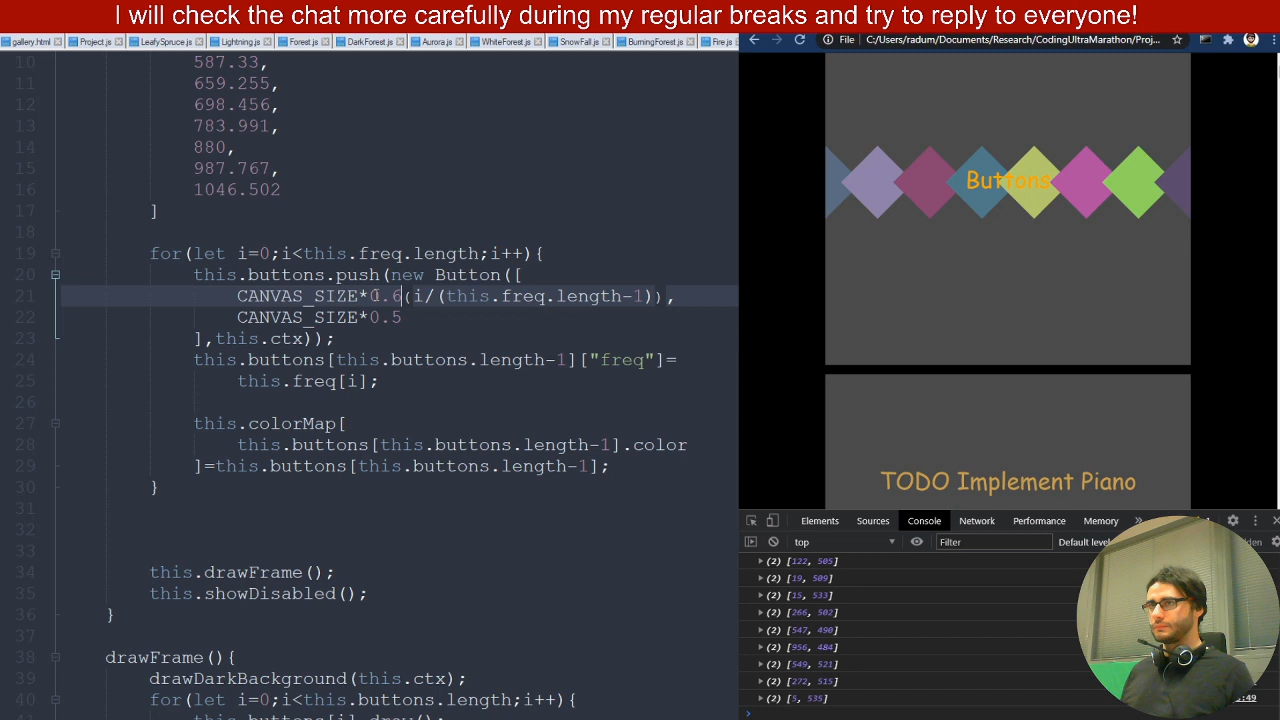 I will check the chat more carefully during my regular breaks and try to reply to everyone!
gallery.html Project.js LeafySpruce.js Lightning.js Forest.js DarkForest.js Aurora.js WhiteForest.js SnowFall.js BurningForest.js Fire.js
File C:/Users/radum/Documents/Research/CodingUltraMarathon/Proj...
10 587.33,
11 659.255,
12 698.456,
13 783.991,
14 880,
15 987.767,
16 1046.502
17 ]
18
19 for(let i=0;i<this.freq.length;i++){
20 this.buttons.push(new Button([
21 CANVAS_SIZE*0.6(i/(this.freq.length-1)),
22 CANVAS_SIZE*0.5
23 ],this.ctx));
24 this.buttons[this.buttons.length-1]["freq"]=
25 this.freq[i];
26
27 this.colorMap[
28 this.buttons[this.buttons.length-1].color
29 ]=this.buttons[this.buttons.length-1];
30 }
31
32
33
34 this.drawFrame();
35 this.showDisabled();
36 }
37
38 drawFrame(){
39 drawDarkBackground(this.ctx);
40 for(let i=0;i<this.buttons.length;i++){
Buttons
TODO Implement Piano
Elements Sources Console Network Performance Memory »
top Filter Default leve
(2) [122, 505]
(2) [19, 509]
(2) [15, 533]
(2) [266, 502]
(2) [547, 490]
(2) [956, 484]
(2) [549, 521]
(2) [272, 515]
(2) [5, 535]
:49